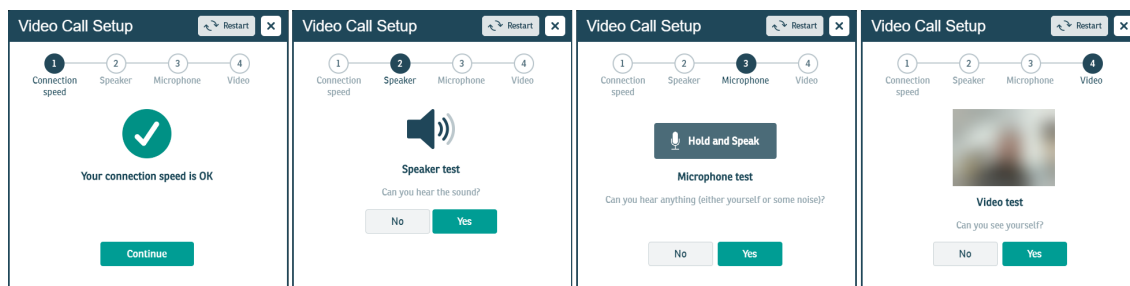 Video Call Setup
Restart
1
2
3
4
Connection speed
Speaker
Microphone
Video
Your connection speed is OK
Continue
Video Call Setup
Restart
1
2
3
4
Connection speed
Speaker
Microphone
Video
Speaker test
Can you hear the sound?
No
Yes
Video Call Setup
Restart
1
2
3
4
Connection speed
Speaker
Microphone
Video
Hold and Speak
Microphone test
Can you hear anything (either yourself or some noise)?
No
Yes
Video Call Setup
Restart
1
2
3
4
Connection speed
Speaker
Microphone
Video
Video test
Can you see yourself?
No
Yes